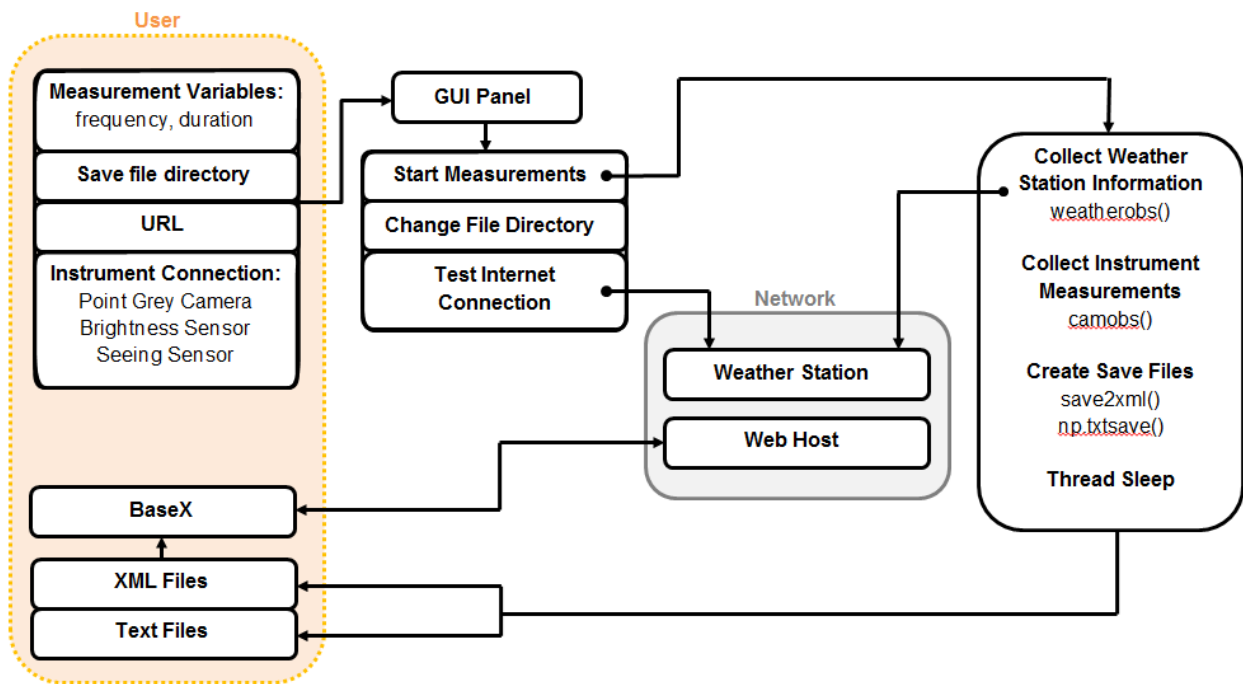 User
Measurement Variables:
frequency, duration
Save file directory
URL
Instrument Connection:
Point Grey Camera
Brightness Sensor
Seeing Sensor
BaseX
XML Files
Text Files
GUI Panel
Start Measurements
Change File Directory
Test Internet
Connection
Network
Weather Station
Web Host
Collect Weather
Station Information
weatherobs()
Collect Instrument
Measurements
camobs()
Create Save Files
save2xml()
np.txtsave()
Thread Sleep